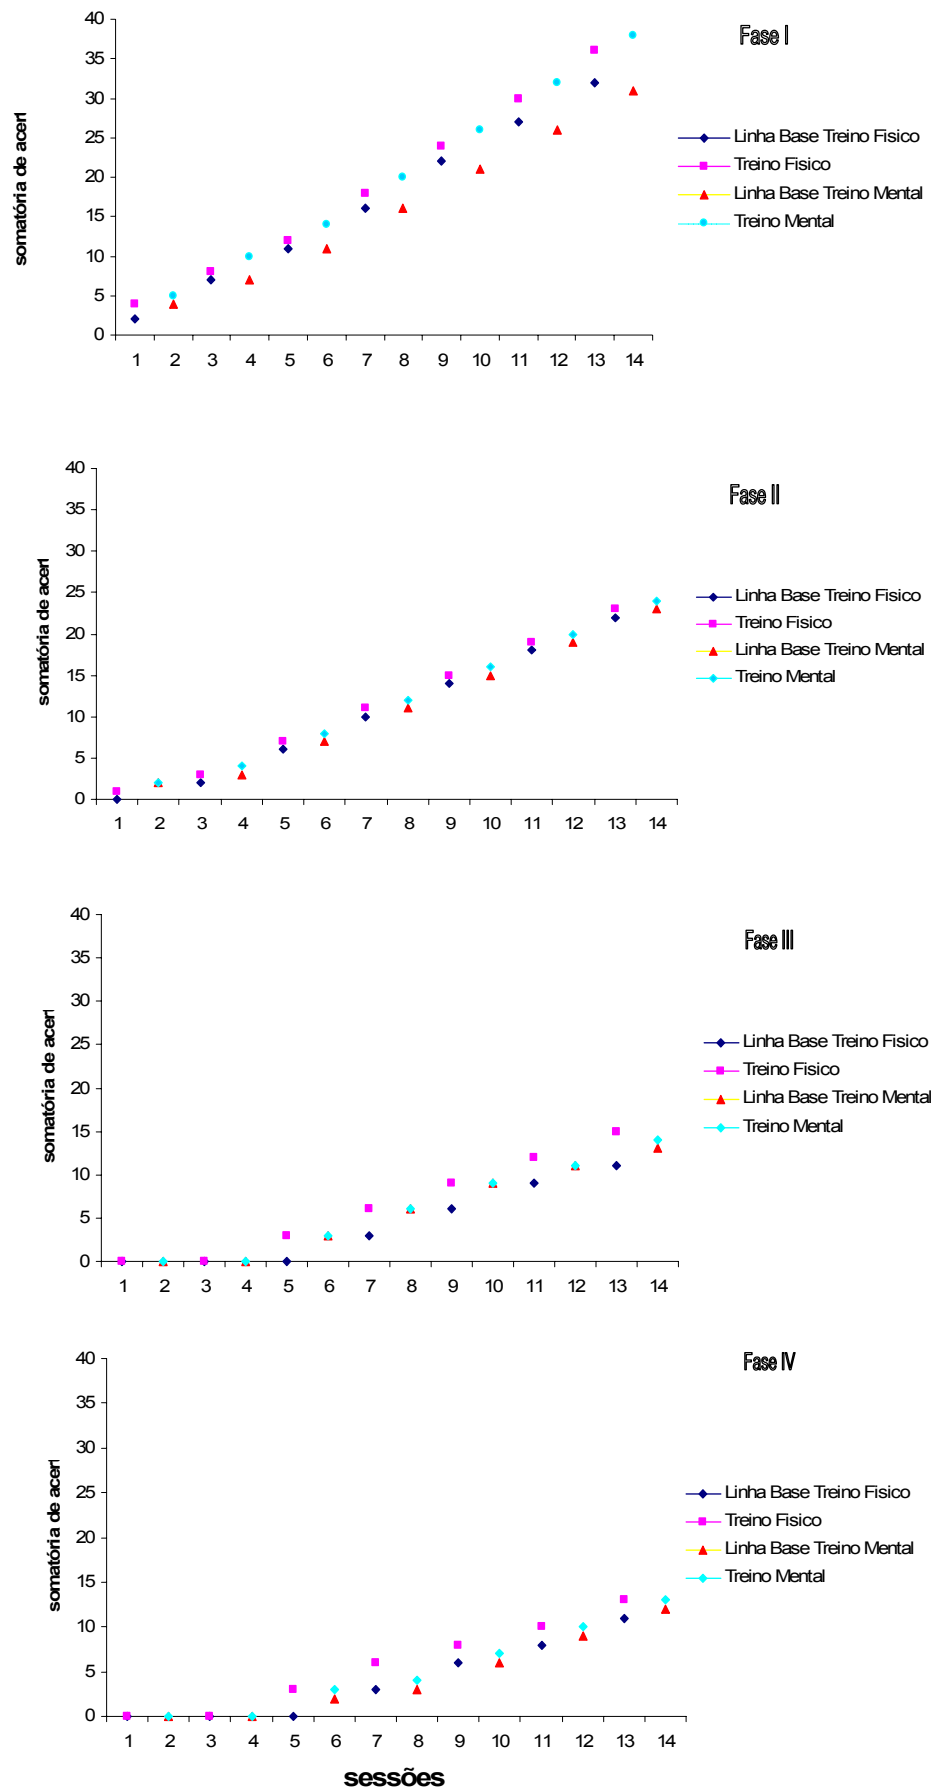 Fase I
somatória de acert
40
35
30
25
20
15
10
5
0
1 2 3 4 5 6 7 8 9 10 11 12 13 14
Linha Base Treino Fisico
Treino Fisico
Linha Base Treino Mental
Treino Mental
Fase II
somatória de acert
40
35
30
25
20
15
10
5
0
1 2 3 4 5 6 7 8 9 10 11 12 13 14
Linha Base Treino Fisico
Treino Fisico
Linha Base Treino Mental
Treino Mental
Fase III
somatória de acert
40
35
30
25
20
15
10
5
0
1 2 3 4 5 6 7 8 9 10 11 12 13 14
Linha Base Treino Fisico
Treino Fisico
Linha Base Treino Mental
Treino Mental
Fase IV
somatória de acert
40
35
30
25
20
15
10
5
0
1 2 3 4 5 6 7 8 9 10 11 12 13 14
Linha Base Treino Fisico
Treino Fisico
Linha Base Treino Mental
Treino Mental
sessões